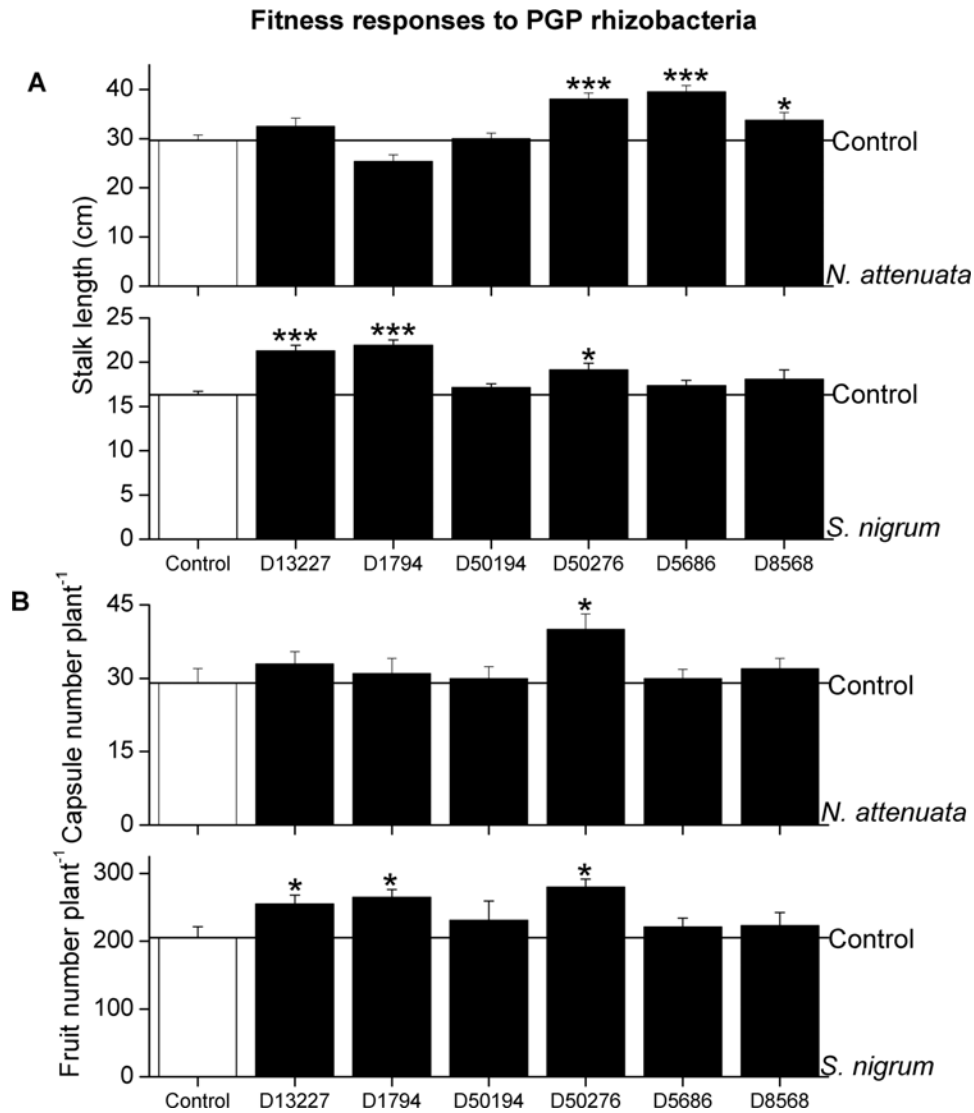 Fitness responses to PGP rhizobacteria
A
Stalk length (cm)
40
30
20
10
0
*** *** *
Control
N. attenuata
25
20
15
10
5
0
*** *** *
Control
S. nigrum
Control D13227 D1794 D50194 D50276 D5686 D8568
B
Capsule number plant⁻¹
45
30
15
0
*
Control
N. attenuata
Fruit number plant⁻¹
300
200
100
0
* * *
Control
S. nigrum
Control D13227 D1794 D50194 D50276 D5686 D8568